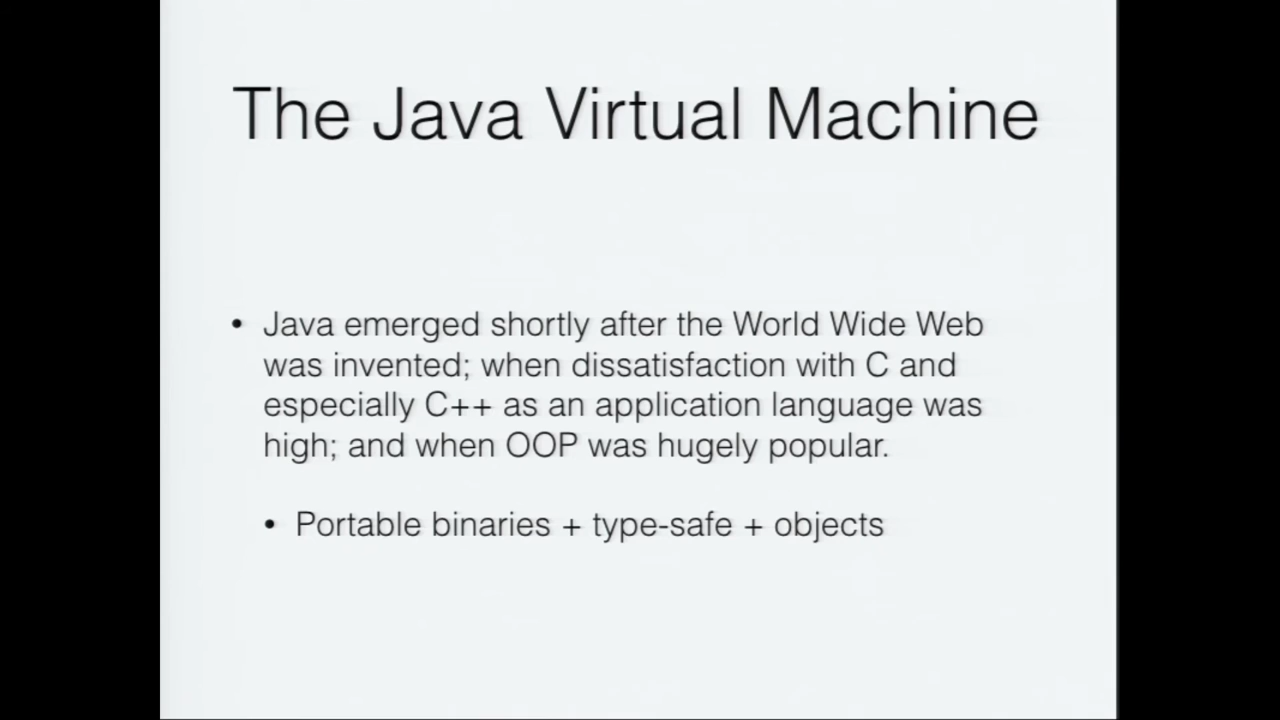 The Java Virtual Machine
• Java emerged shortly after the World Wide Web
was invented; when dissatisfaction with C and
especially C++ as an application language was
high; and when OOP was hugely popular.
• Portable binaries + type-safe + objects